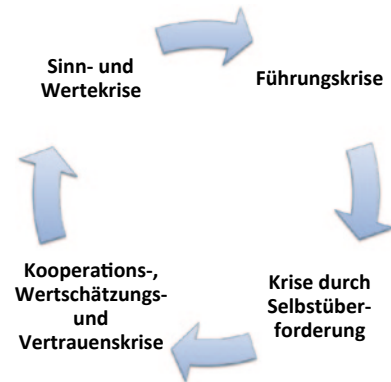 Sinn- und
Wertekrise
Führungskrise
Krise durch
Selbstüber-
forderung
Kooperations-,
Wertschätzungs-
und
Vertrauenskrise